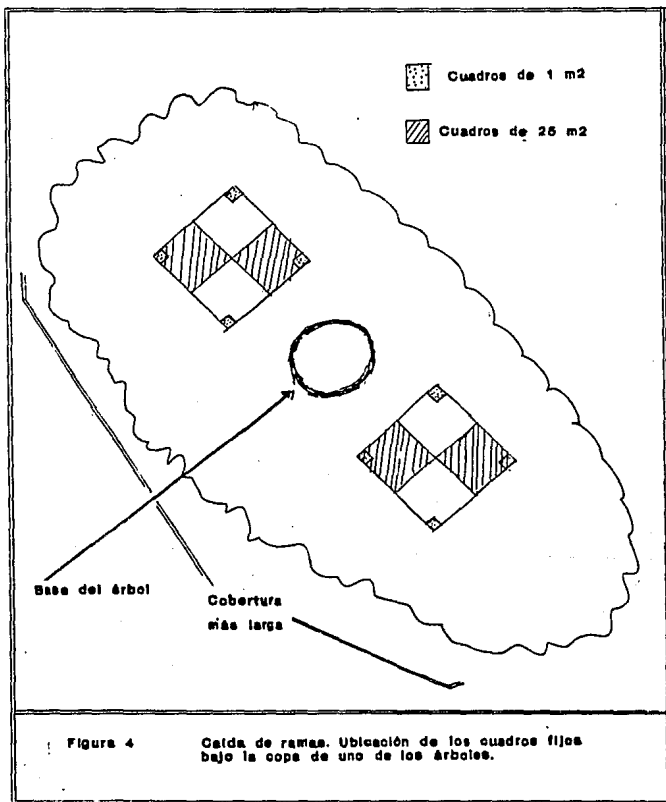 Cuadros de 1 m2
Cuadros de 25 m2
Base del árbol
Cobertura
más larga
Figura 4 Caída de ramas. Ubicación de los cuadros fijos
bajo la copa de uno de los árboles.